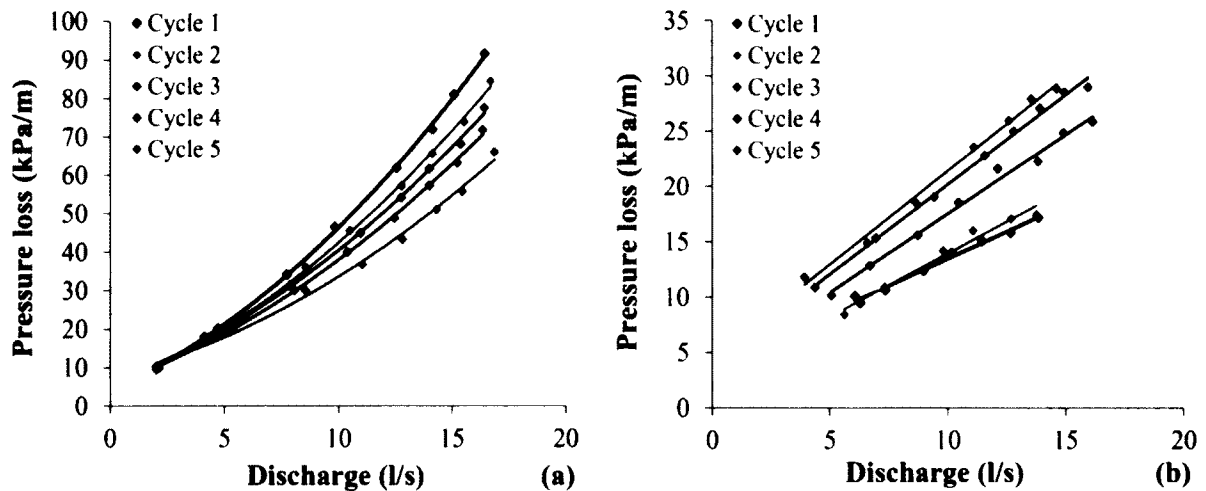 Pressure loss (kPa/m)
100
90
80
70
60
50
40
30
20
10
0
Cycle 1
Cycle 2
Cycle 3
Cycle 4
Cycle 5
0 5 10 15 20
Discharge (l/s) (a)
Pressure loss (kPa/m)
35
30
25
20
15
10
5
0
Cycle 1
Cycle 2
Cycle 3
Cycle 4
Cycle 5
0 5 10 15 20
Discharge (l/s) (b)